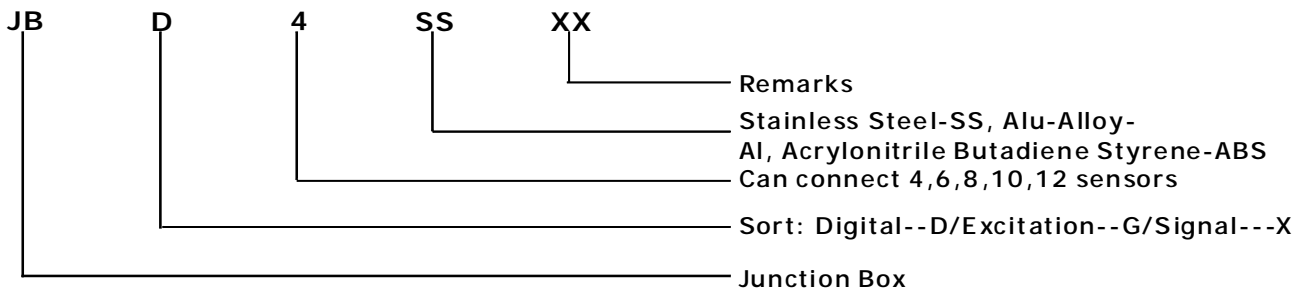 JB D 4 SS XX
Remarks
Stainless Steel-SS, Alu-Alloy-
Al, Acrylonitrile Butadiene Styrene-ABS
Can connect 4,6,8,10,12 sensors
Sort: Digital--D/Excitation--G/Signal---X
Junction Box